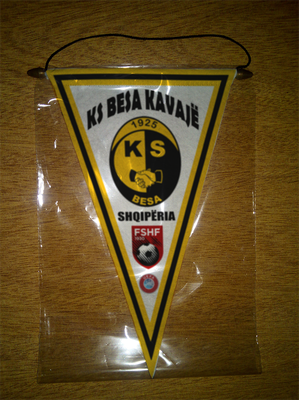 KS BESA KAVAJË
1925
KS
BESA
SHQIPËRIA
FSHF